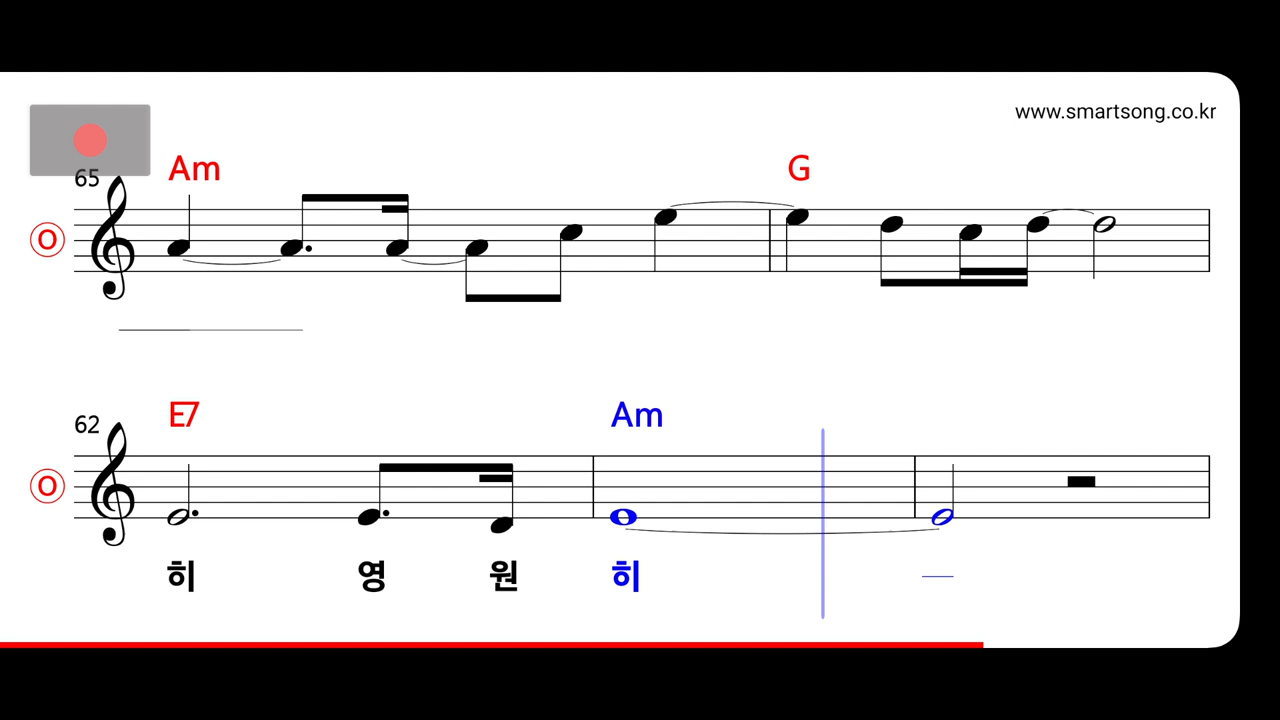 www.smartsong.co.kr
65 Am G
O
62 E7 Am
O
히 영 원 히